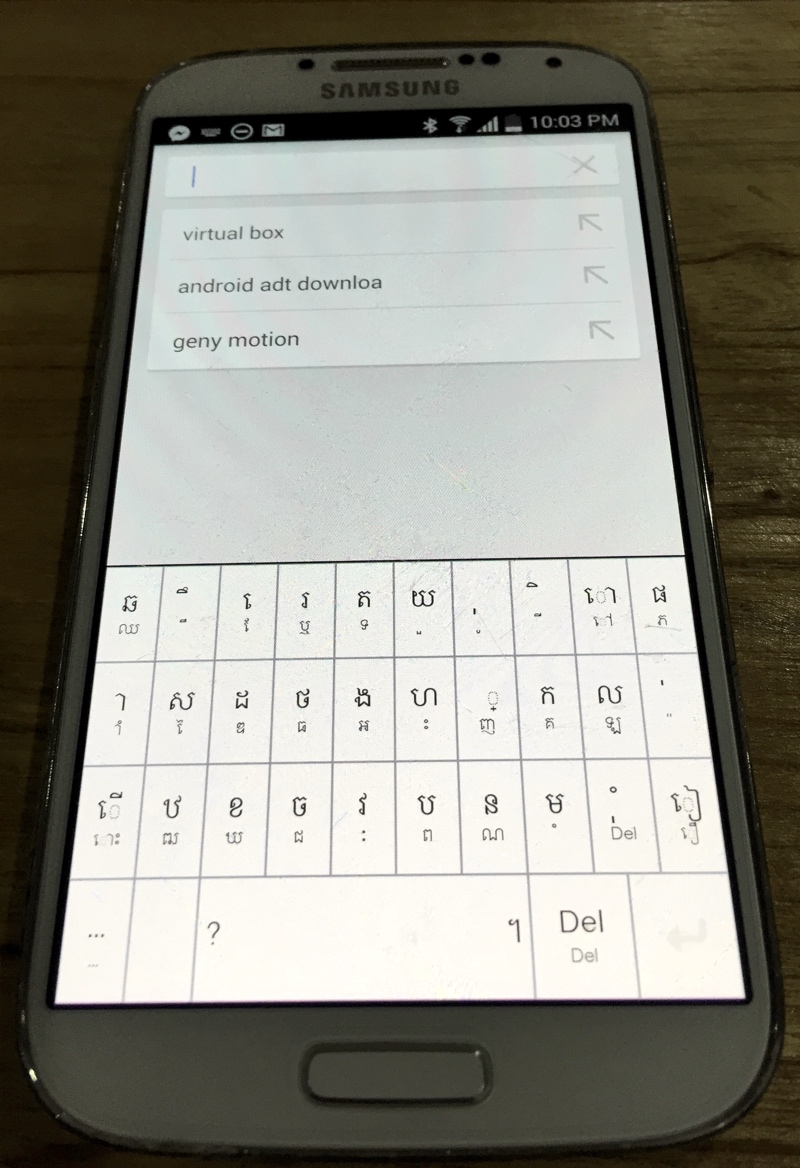 SAMSUNG
10:03 PM
virtual box
android adt downloa
geny motion
ឆ ឹ េ រ ត យ ុ ិ ោ ផ
ឈ ឺ ែ ឬ ទ ួ ូ ី ៅ ភ
ា ស ដ ថ ង ហ ្ ក ល ់
ាំ ៃ ឌ ធ អ ះ ញ គ ឡ ៉
ើ ឋ ខ ច វ ប ន ម ំ ៀ
ោះ ឍ ឃ ជ : ព ណ ំ Del ឿ
... ? ៗ Del
... Del